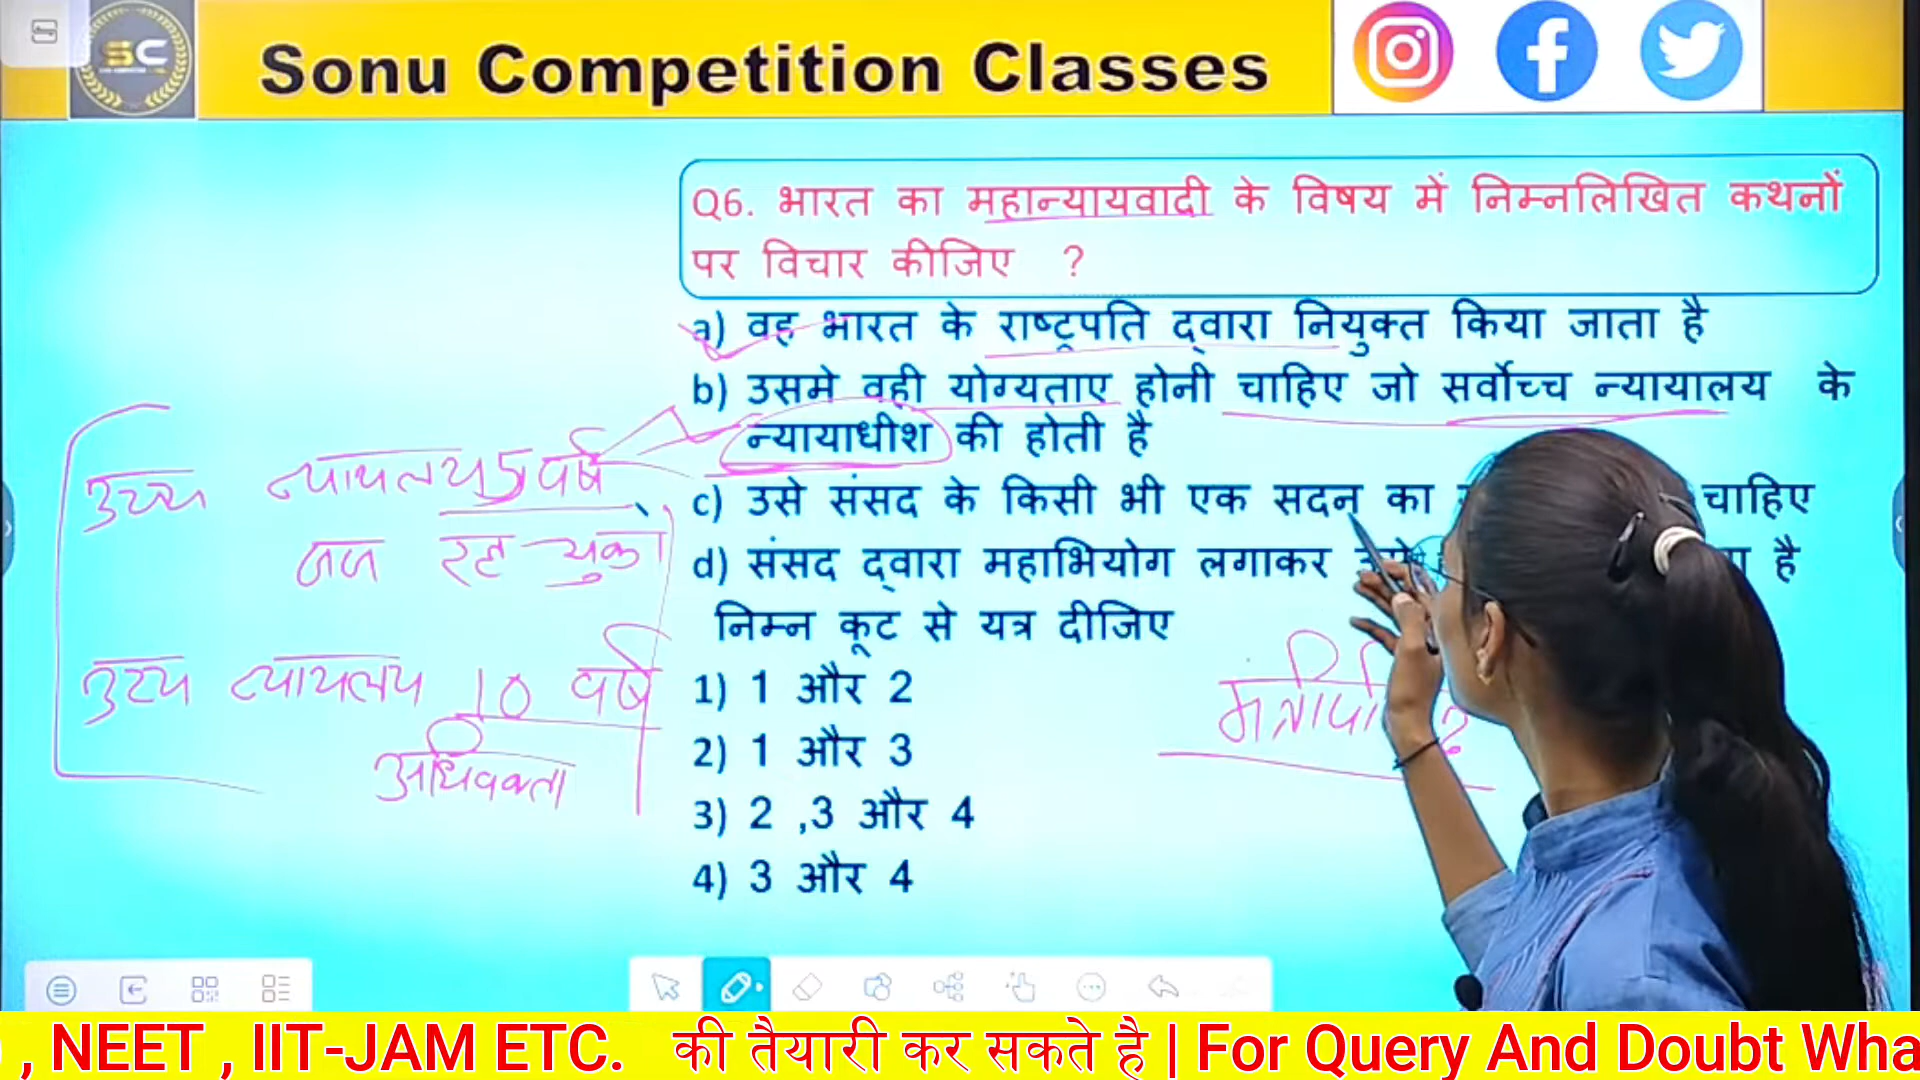 SC
Sonu Competition Classes
Q6. भारत का महान्यायवादी के विषय में निम्नलिखित कथनों
पर विचार कीजिए ?
a) वह भारत के राष्ट्रपति द्वारा नियुक्त किया जाता है
b) उसमे वही योग्यताए होनी चाहिए जो सर्वोच्च न्यायालय के
न्यायाधीश की होती है
c) उसे संसद के किसी भी एक सदन का चाहिए
d) संसद द्वारा महाभियोग लगाकर है
निम्न कूट से यत्र दीजिए
1) 1 और 2
2) 1 और 3
3) 2 ,3 और 4
4) 3 और 4
उच्च न्यायलय 5 वर्ष
जज रह चुका
उच्च न्यायलय 10 वर्ष
अधिवक्ता
, NEET , IIT-JAM ETC. की तैयारी कर सकते है | For Query And Doubt Wha